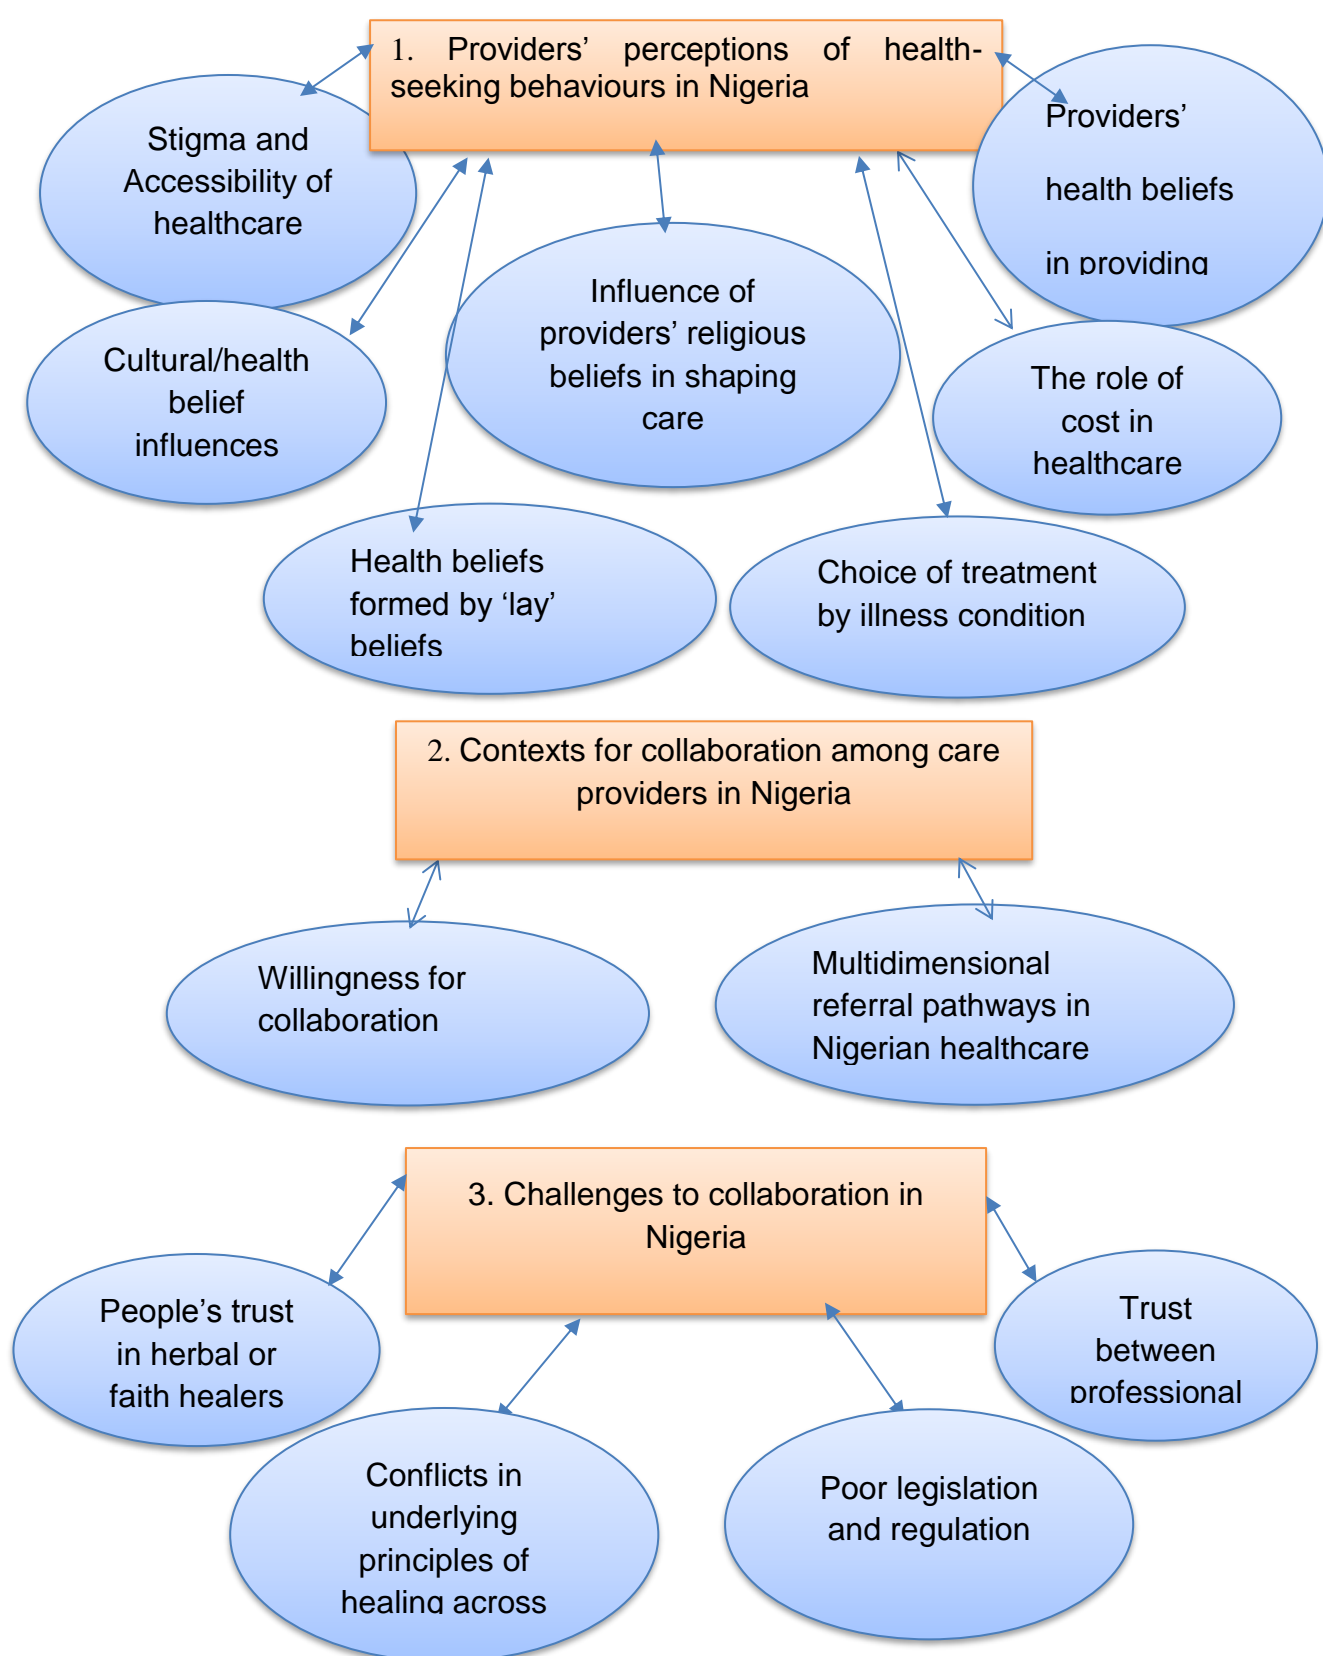 1. Providers’ perceptions of health-
seeking behaviours in Nigeria
Stigma and
Accessibility of
healthcare
Providers’
health beliefs
in providing
Cultural/health
belief
influences
Influence of
providers’ religious
beliefs in shaping
care
The role of
cost in
healthcare
Health beliefs
formed by ‘lay’
beliefs
Choice of treatment
by illness condition
2. Contexts for collaboration among care
providers in Nigeria
Willingness for
collaboration
Multidimensional
referral pathways in
Nigerian healthcare
3. Challenges to collaboration in
Nigeria
People’s trust
in herbal or
faith healers
Trust
between
professional
Conflicts in
underlying
principles of
healing across
Poor legislation
and regulation